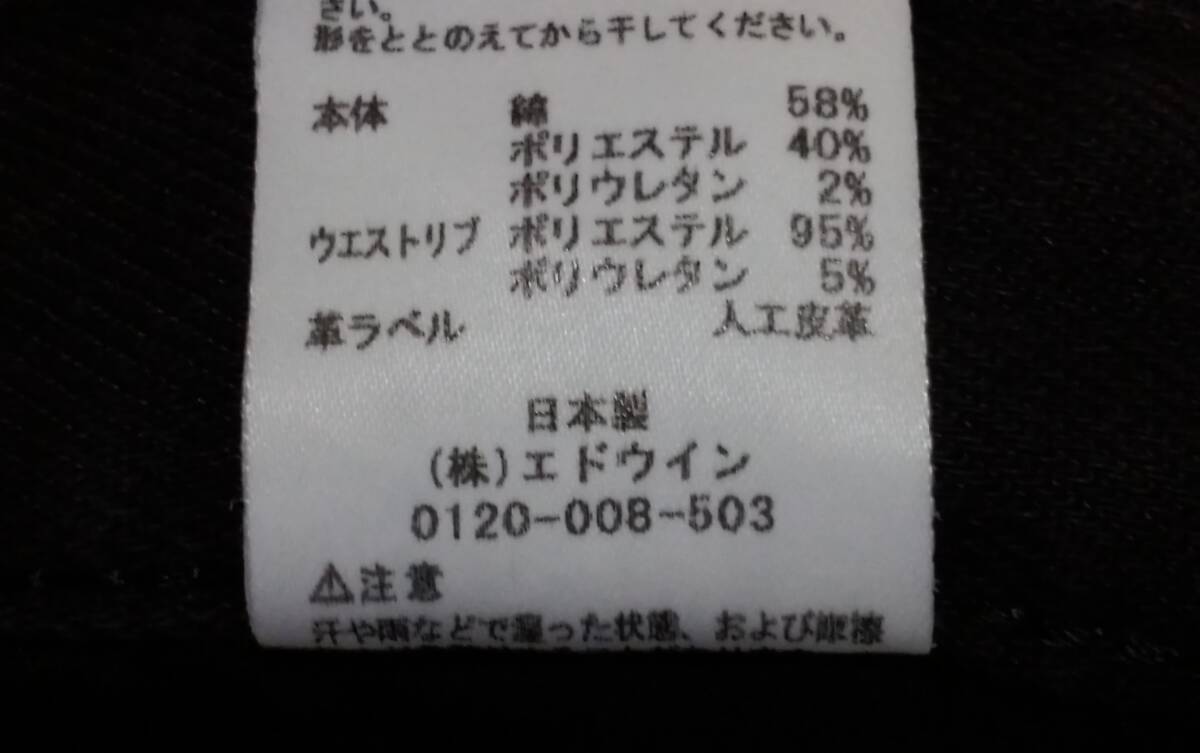 さい。
形をととのえてから干してください。
本体 綿 58%
ポリエステル 40%
ポリウレタン 2%
ウエストリブ ポリエステル 95%
ポリウレタン 5%
革ラベル 人工皮革
日本製
(株)エドウイン
0120-008-503
⚠注意
汗や雨などで湿った状態、および摩擦